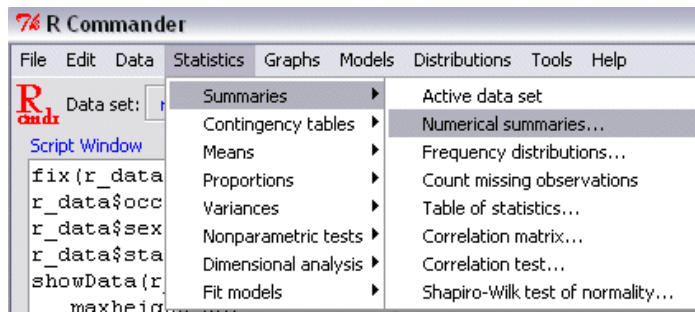 R Commander
File Edit Data Statistics Graphs Models Distributions Tools Help
R cmdr Data set:
Script Window
fix(r_data
r_data$occ
r_data$sex
r_data$sta
showData(r
Summaries
Contingency tables
Means
Proportions
Variances
Nonparametric tests
Dimensional analysis
Fit models
Active data set
Numerical summaries...
Frequency distributions...
Count missing observations
Table of statistics...
Correlation matrix...
Correlation test...
Shapiro-Wilk test of normality...